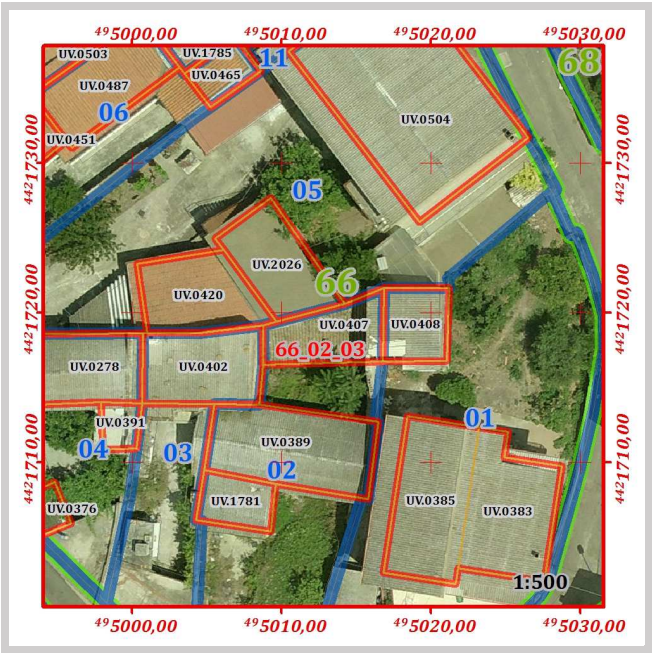 ⁴⁹5000,00 ⁴⁹5010,00 ⁴⁹5020,00 ⁴⁹5030,00
UV.0503 UV.1785 11 68
UV.0465
UV.0487
06
UV.0504
UV.0451
⁴⁴²1730,00 ⁴⁴²1730,00
05
UV.2026
66
UV.0420
⁴⁴²1720,00 ⁴⁴²1720,00
UV.0407 UV.0408
66_02_03
UV.0278 UV.0402
UV.0391 01
04 03 UV.0389
02
⁴⁴²1710,00 ⁴⁴²1710,00
UV.0376 UV.1781 UV.0385 UV.0383
1:500
⁴⁹5000,00 ⁴⁹5010,00 ⁴⁹5020,00 ⁴⁹5030,00